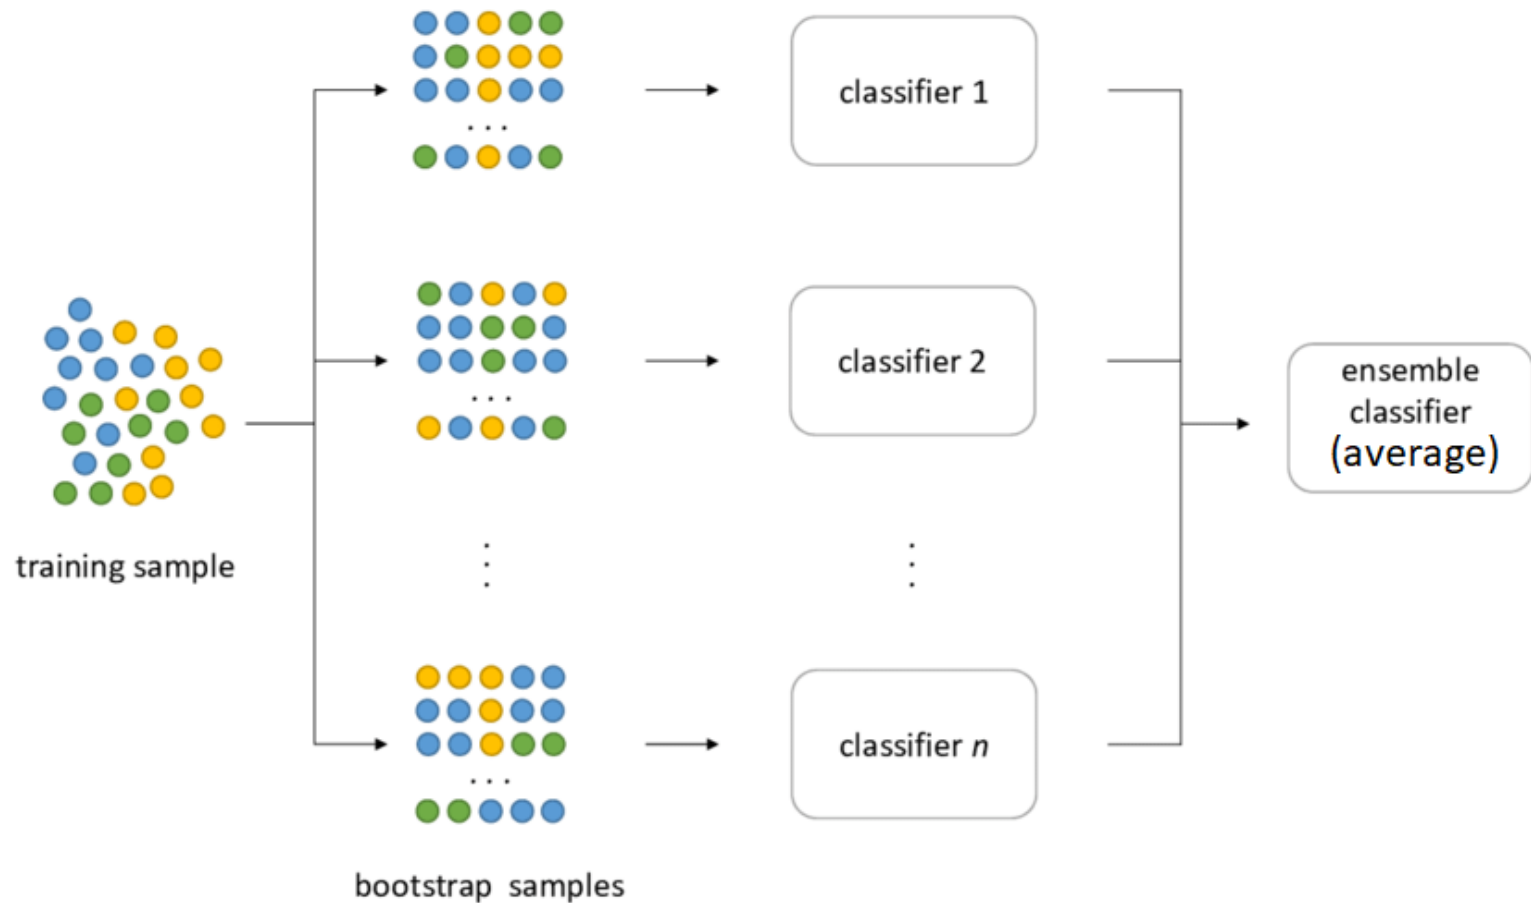 classifier 1
classifier 2
ensemble
classifier
(average)
training sample
classifier n
bootstrap samples